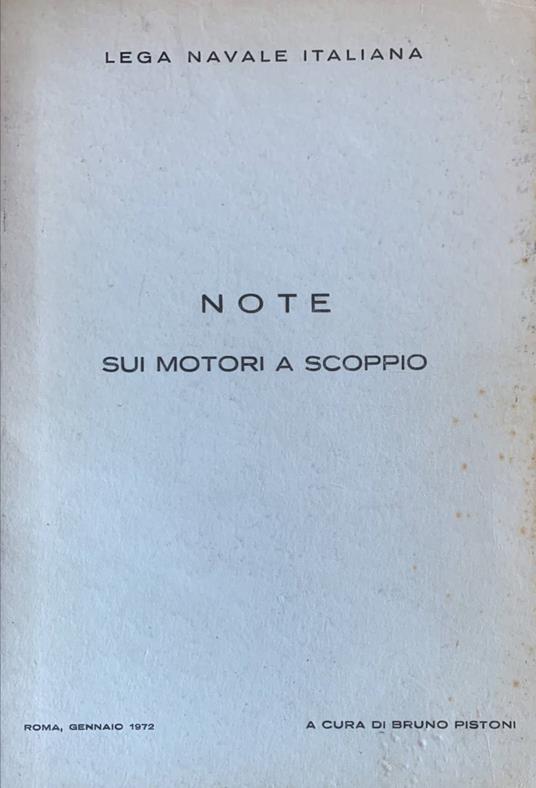 LEGA NAVALE ITALIANA
NOTE
SUI MOTORI A SCOPPIO
ROMA, GENNAIO 1972
A CURA DI BRUNO PISTONI